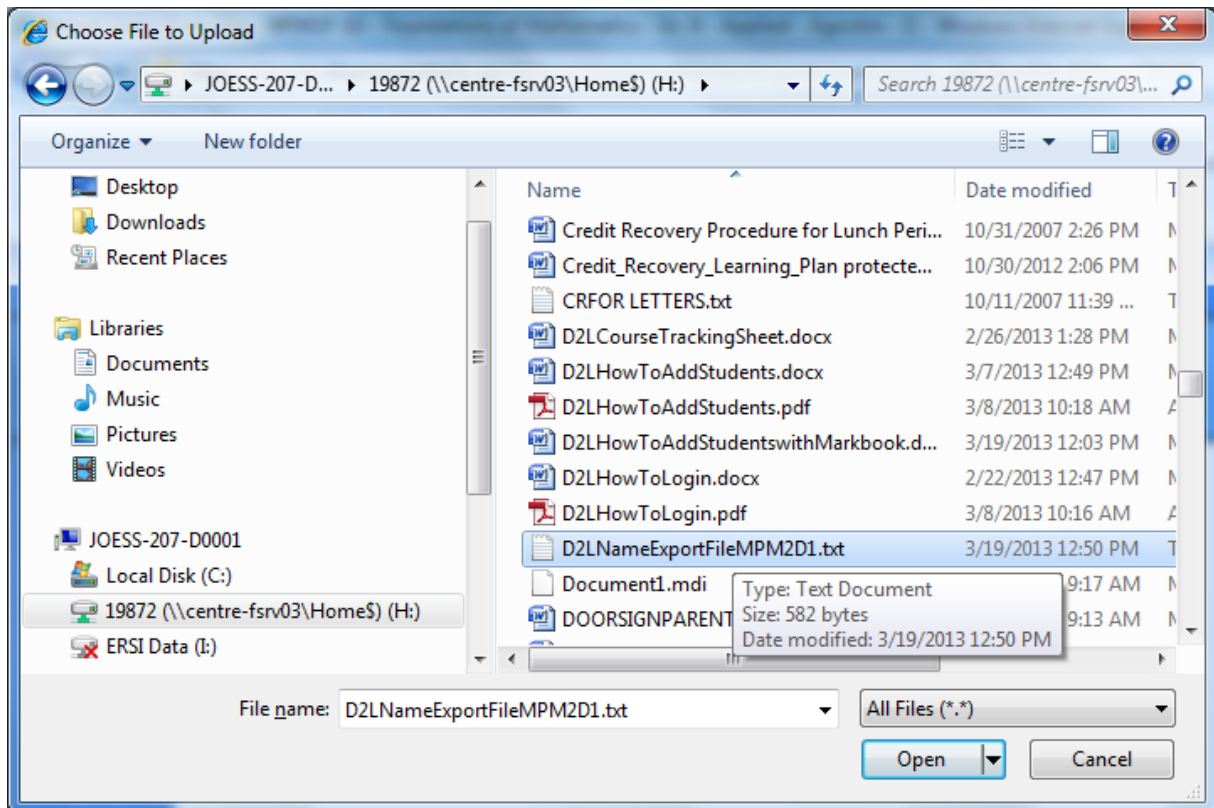 Choose File to Upload
JOESS-207-D... 19872 (\\centre-fsrv03\Home$) (H:)
Search 19872 (\\centre-fsrv03\...
Organize New folder
Desktop
Downloads
Recent Places
Libraries
Documents
Music
Pictures
Videos
JOESS-207-D0001
Local Disk (C:)
19872 (\\centre-fsrv03\Home$) (H:)
ERSI Data (I:)
Name Date modified T
Credit Recovery Procedure for Lunch Peri... 10/31/2007 2:26 PM
Credit_Recovery_Learning_Plan protecte... 10/30/2012 2:06 PM
CRFOR LETTERS.txt 10/11/2007 11:39 ... T
D2LCourseTrackingSheet.docx 2/26/2013 1:28 PM
D2LHowToAddStudents.docx 3/7/2013 12:49 PM
D2LHowToAddStudents.pdf 3/8/2013 10:18 AM
D2LHowToAddStudentswithMarkbook.d... 3/19/2013 12:03 PM
D2LHowToLogin.docx 2/22/2013 12:47 PM
D2LHowToLogin.pdf 3/8/2013 10:16 AM
D2LNameExportFileMPM2D1.txt 3/19/2013 12:50 PM T
Document1.mdi 9:17 AM
DOORSIGNPARENT 9:13 AM
Type: Text Document
Size: 582 bytes
Date modified: 3/19/2013 12:50 PM
File name: D2LNameExportFileMPM2D1.txt
All Files (*.*)
Open Cancel